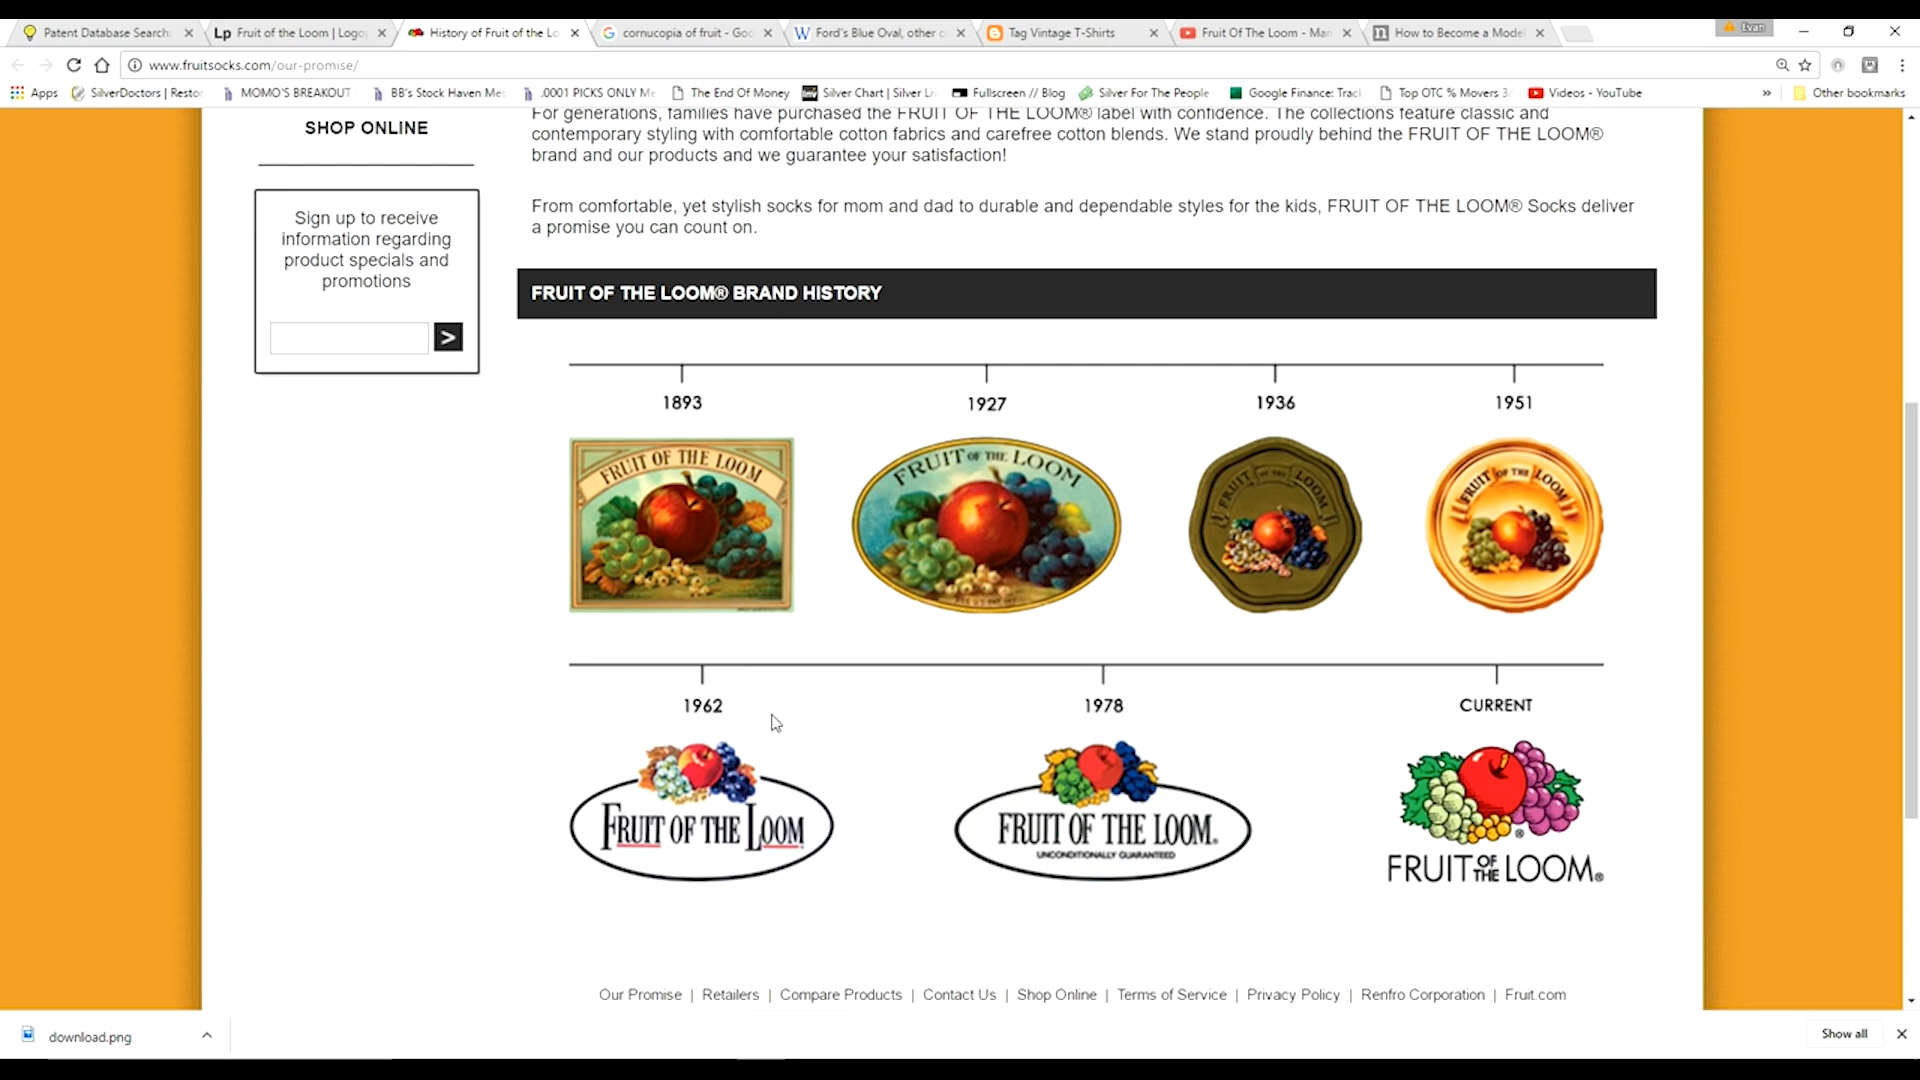 Patent Database Search:
Lp Fruit of the Loom | Logo
History of Fruit of the Lo
cornucopia of fruit - Goo
Ford's Blue Oval, other c
Tag Vintage T-Shirts
Fruit Of The Loom - Man
How to Become a Model
Evan
www.fruitsocks.com/our-promise/
Apps
SilverDoctors | Resto
MOMO'S BREAKOUT
BB's Stock Haven Me
.0001 PICKS ONLY M
The End Of Money
Silver Chart | Silver Li
Fullscreen // Blog
Silver For The People
Google Finance: Trac
Top OTC % Movers 3
Videos - YouTube
»
Other bookmarks
SHOP ONLINE
Sign up to receive
information regarding
product specials and
promotions
>
For generations, families have purchased the FRUIT OF THE LOOM® label with confidence. The collections feature classic and
contemporary styling with comfortable cotton fabrics and carefree cotton blends. We stand proudly behind the FRUIT OF THE LOOM®
brand and our products and we guarantee your satisfaction!
From comfortable, yet stylish socks for mom and dad to durable and dependable styles for the kids, FRUIT OF THE LOOM® Socks deliver
a promise you can count on.
FRUIT OF THE LOOM® BRAND HISTORY
1893
1927
1936
1951
FRUIT OF THE LOOM
FRUIT OF THE LOOM
FRUIT OF THE LOOM
FRUIT OF THE LOOM
1962
1978
CURRENT
FRUIT OF THE LOOM
FRUIT OF THE LOOM®
UNCONDITIONALLY GUARANTEED
®
FRUIT OF THE LOOM®
Our Promise | Retailers | Compare Products | Contact Us | Shop Online | Terms of Service | Privacy Policy | Renfro Corporation | Fruit.com
download.png
Show all